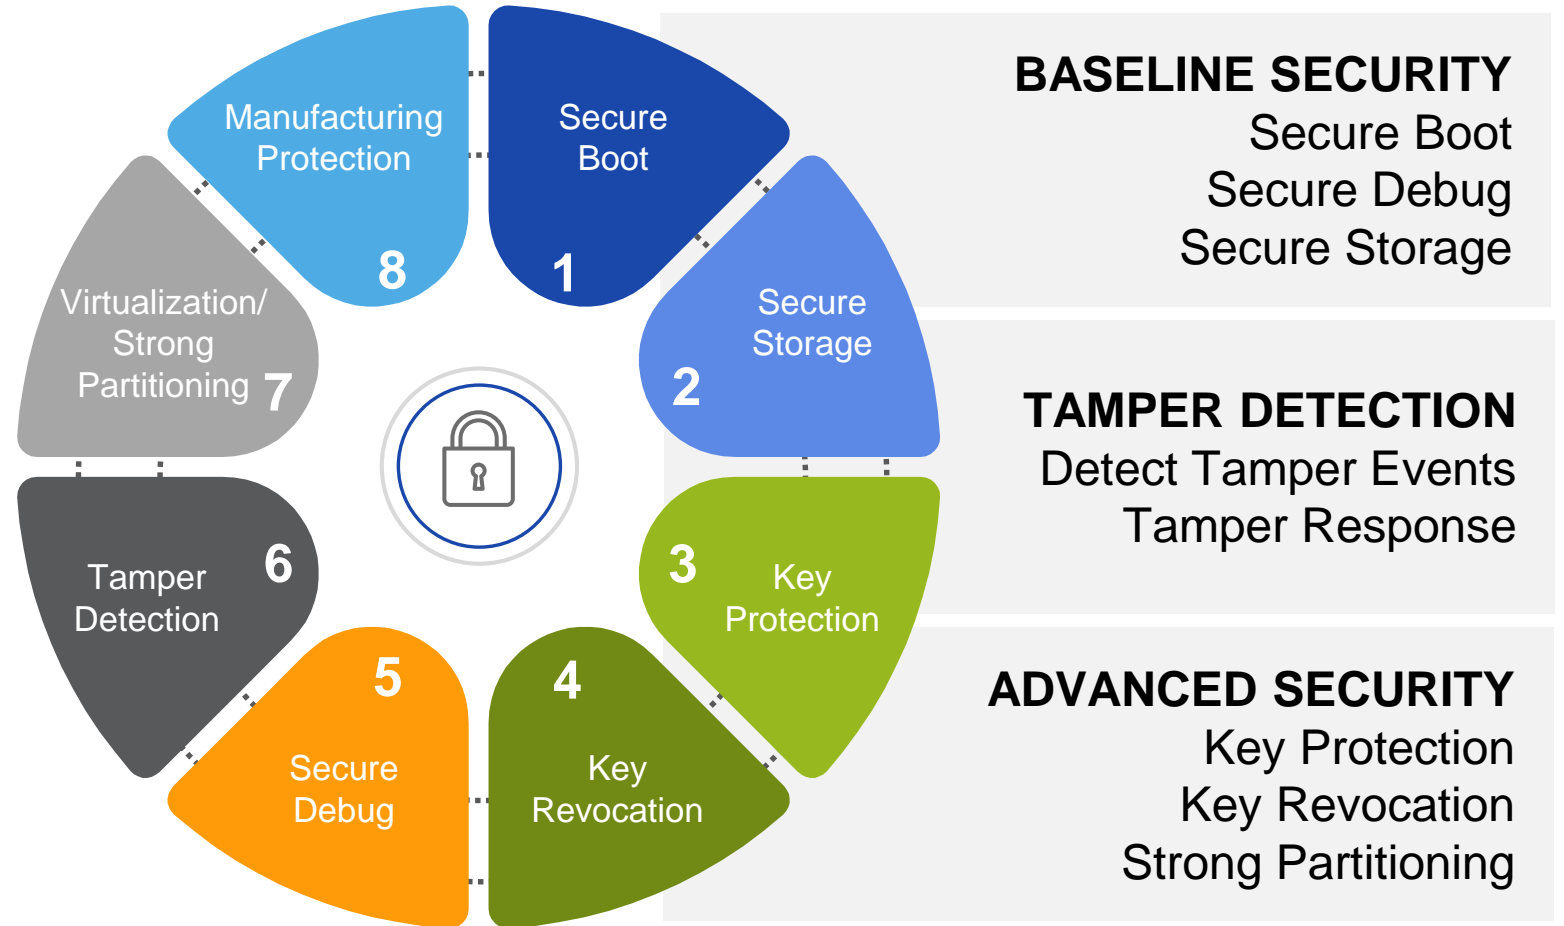 Secure
Boot
1
Secure
Storage
2
3
Key
Protection
4
Key
Revocation
5
Secure
Debug
6
Tamper
Detection
Virtualization/
Strong
Partitioning
7
Manufacturing
Protection
8
BASELINE SECURITY
Secure Boot
Secure Debug
Secure Storage
TAMPER DETECTION
Detect Tamper Events
Tamper Response
ADVANCED SECURITY
Key Protection
Key Revocation
Strong Partitioning